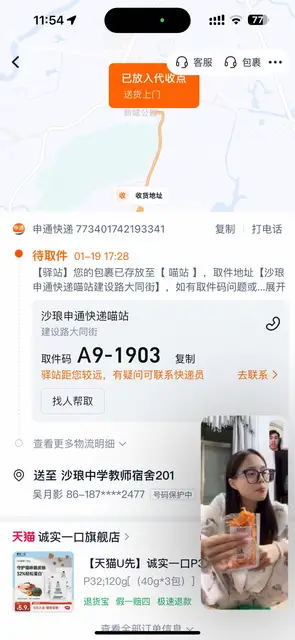 11:54
77
客服
包裹
已放入代收点
送货上门
收
收货地址
申通快递 773401742193341
复制
打电话
待取件 01-19 17:28
【驿站】您的包裹已存放至【 喵站 】，取件地址【沙
琅申通快递喵站建设路大同街】，如有取件码问题或...展开
沙琅申通快递喵站
建设路大同街
取件码 A9-1903 复制
驿站距您较远，有疑问可联系快递员
去联系
找人帮取
查看更多物流明细
送至 沙琅中学教师宿舍201
吴月影 86-187****2477
号码保护中
天猫 诚实一口旗舰店
【天猫U先】诚实一口P3
P32;120g[（40g*3包）]
退货宝 假一赔四 极速退款
查看全部订单信息